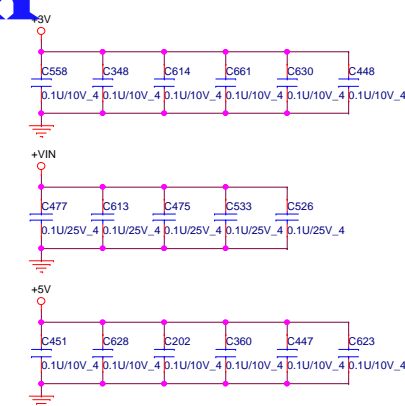 +3V
C558 C348 C614 C661 C630 C448
0.1U/10V_4 0.1U/10V_4 0.1U/10V_4 0.1U/10V_4 0.1U/10V_4 0.1U/10V_4
+VIN
C477 C613 C475 C533 C526
0.1U/25V_4 0.1U/25V_4 0.1U/25V_4 0.1U/25V_4 0.1U/25V_4
+5V
C451 C628 C202 C360 C447 C623
0.1U/10V_4 0.1U/10V_4 0.1U/10V_4 0.1U/10V_4 0.1U/10V_4 0.1U/10V_4